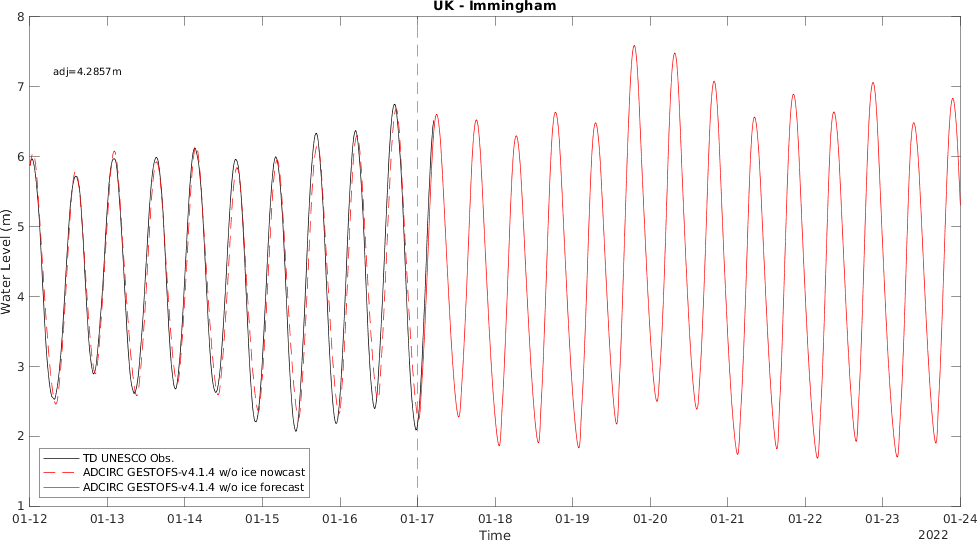 UK - Immingham
adj=4.2857m
Water Level (m)
8
7
6
5
4
3
2
1
TD UNESCO Obs.
ADCIRC GESTOFS-v4.1.4 w/o ice nowcast
ADCIRC GESTOFS-v4.1.4 w/o ice forecast
01-12 01-13 01-14 01-15 01-16 01-17 01-18 01-19 01-20 01-21 01-22 01-23 01-24
Time
2022